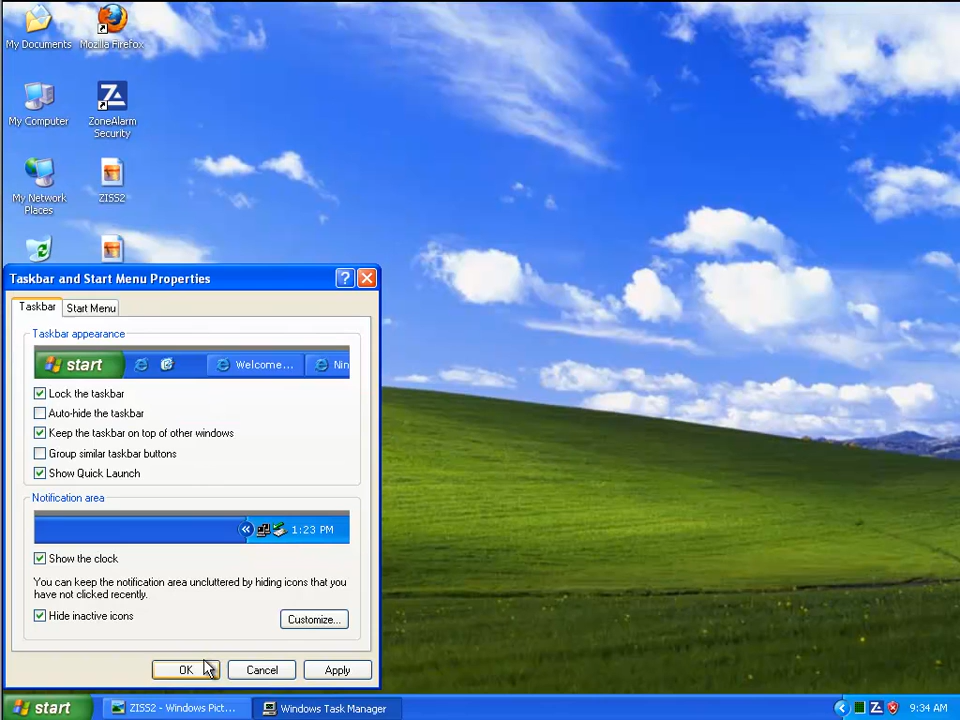 My Documents
Mozilla Firefox
My Computer
ZoneAlarm
Security
My Network
Places
ZISS2
Taskbar and Start Menu Properties
Taskbar
Start Menu
Taskbar appearance
start
Welcome...
Nin
Lock the taskbar
Auto-hide the taskbar
Keep the taskbar on top of other windows
Group similar taskbar buttons
Show Quick Launch
Notification area
1:23 PM
Show the clock
You can keep the notification area uncluttered by hiding icons that you
have not clicked recently.
Hide inactive icons
Customize...
OK
Cancel
Apply
start
ZISS2 - Windows Pict...
Windows Task Manager
9:34 AM